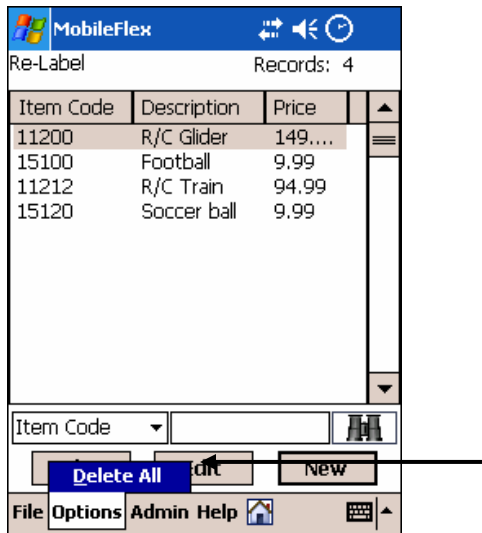 MobileFlex
Re-Label Records: 4
Item Code Description Price
11200 R/C Glider 149....
15100 Football 9.99
11212 R/C Train 94.99
15120 Soccer ball 9.99
Item Code
New
Delete All
File Options Admin Help